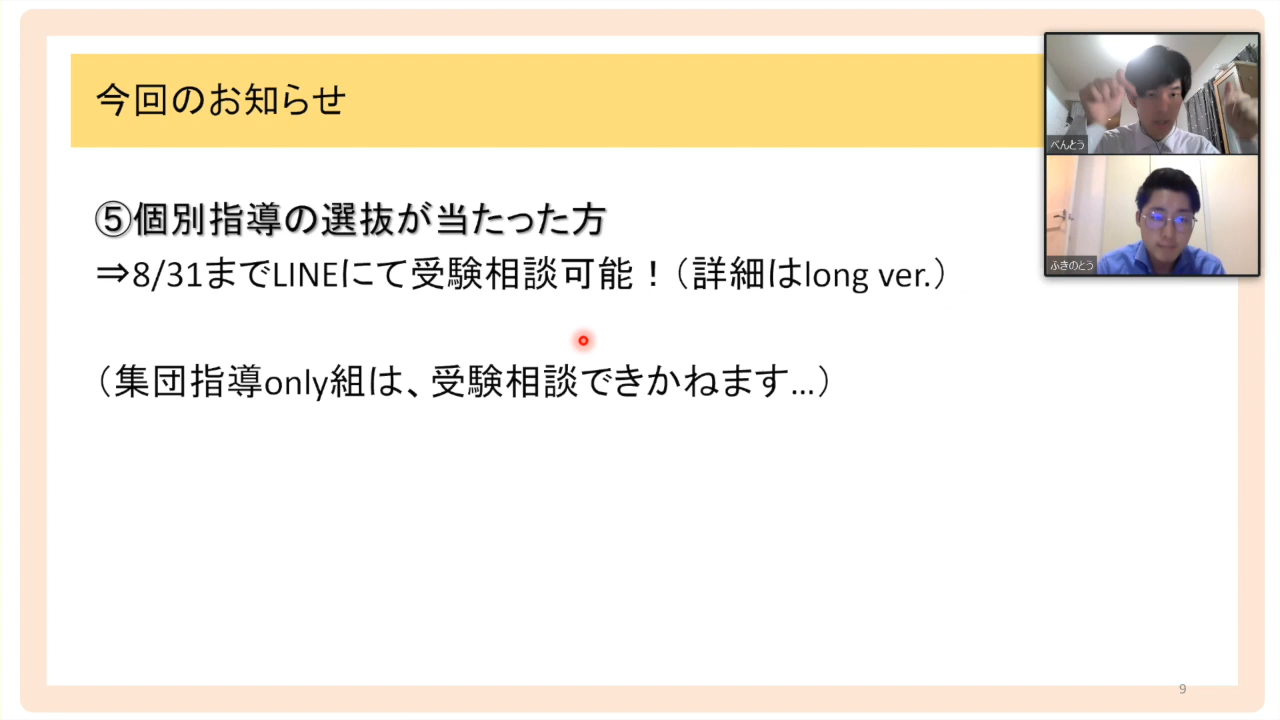 今回のお知らせ
⑤個別指導の選抜が当たった方
⇒8/31までLINEにて受験相談可能！（詳細はlong ver.）
（集団指導only組は、受験相談できかねます…）
べんとう
ふきのとう
9